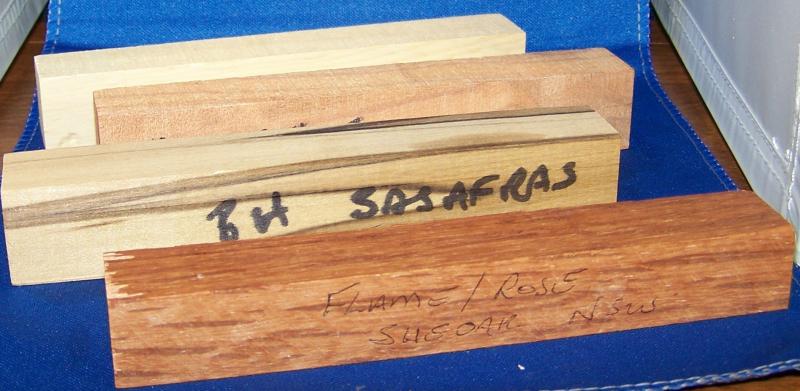 BH SASAFRAS
FLAME/ROSE
SHEOAK NSW